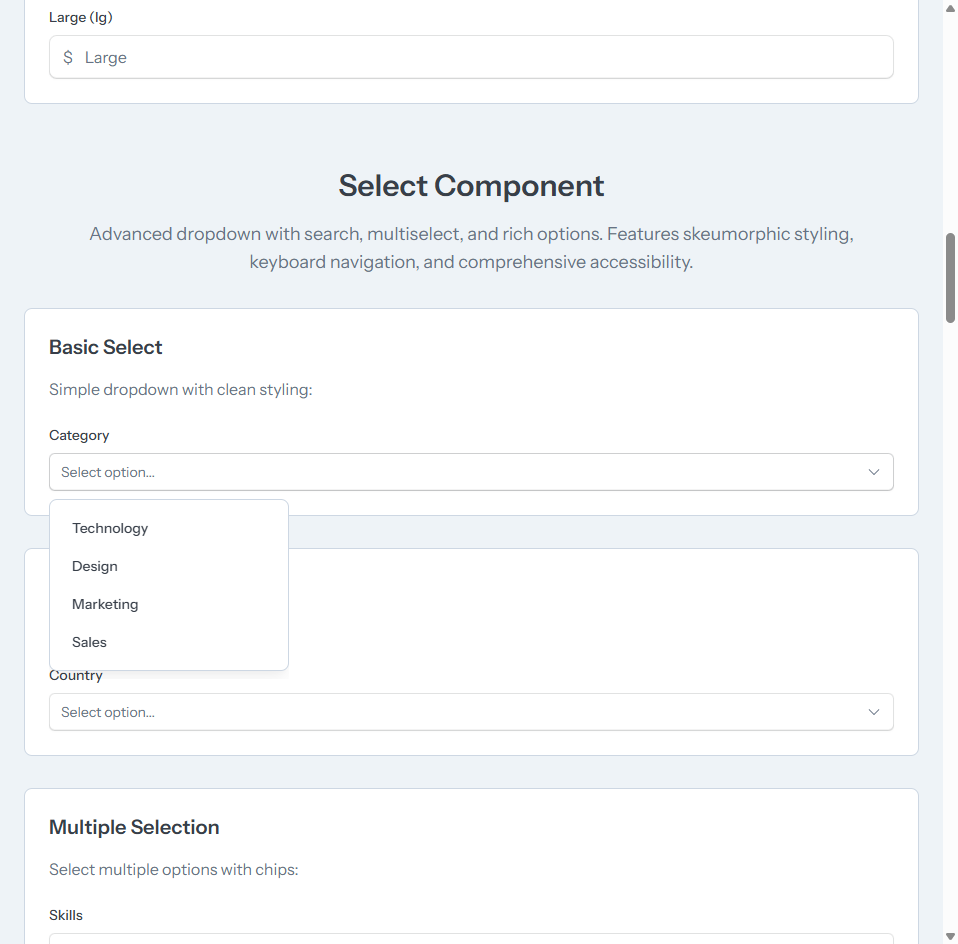 Large (lg)
$ Large
Select Component
Advanced dropdown with search, multiselect, and rich options. Features skeumorphic styling,
keyboard navigation, and comprehensive accessibility.
Basic Select
Simple dropdown with clean styling:
Category
Select option...
Technology
Design
Marketing
Sales
Country
Select option...
Multiple Selection
Select multiple options with chips:
Skills